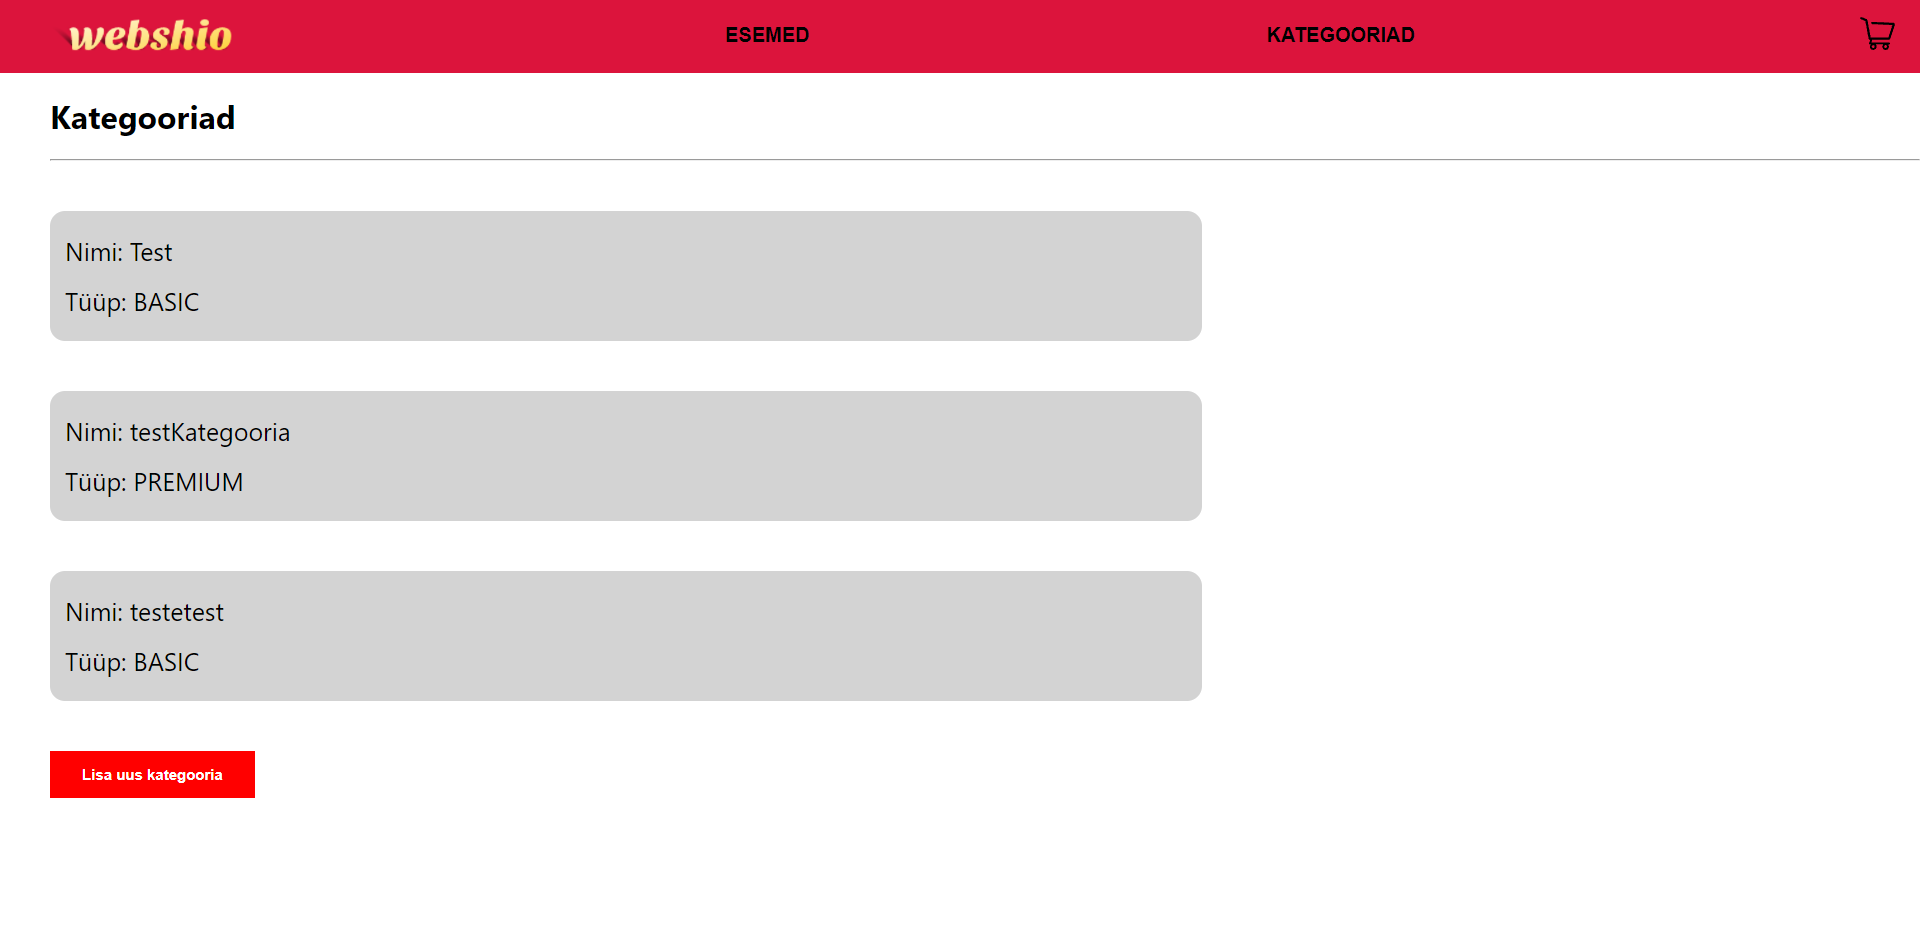 webshio
ESEMED
KATEGOORIAD
Kategooriad
Nimi: Test
Tüüp: BASIC
Nimi: testKategooria
Tüüp: PREMIUM
Nimi: testetest
Tüüp: BASIC
Lisa uus kategooria